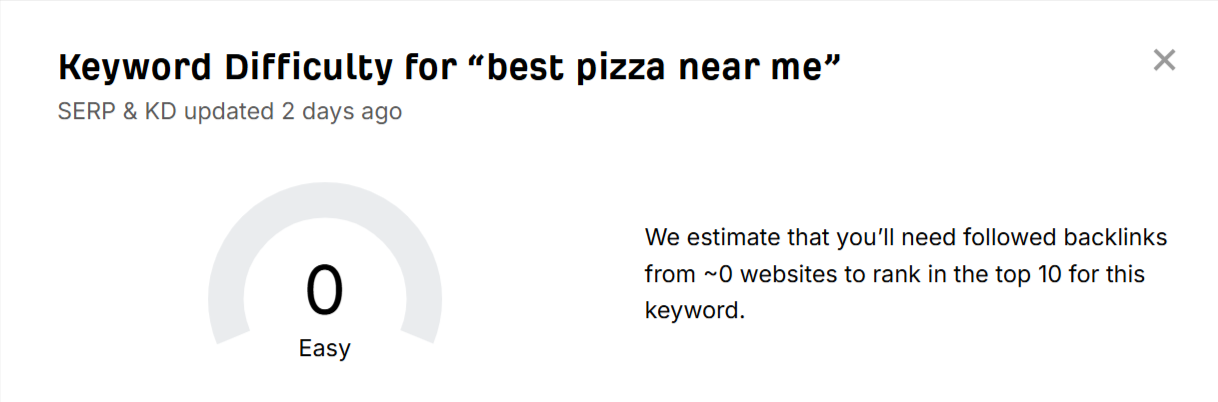 Keyword Difficulty for “best pizza near me”
SERP & KD updated 2 days ago
0
Easy
We estimate that you’ll need followed backlinks
from ~0 websites to rank in the top 10 for this
keyword.